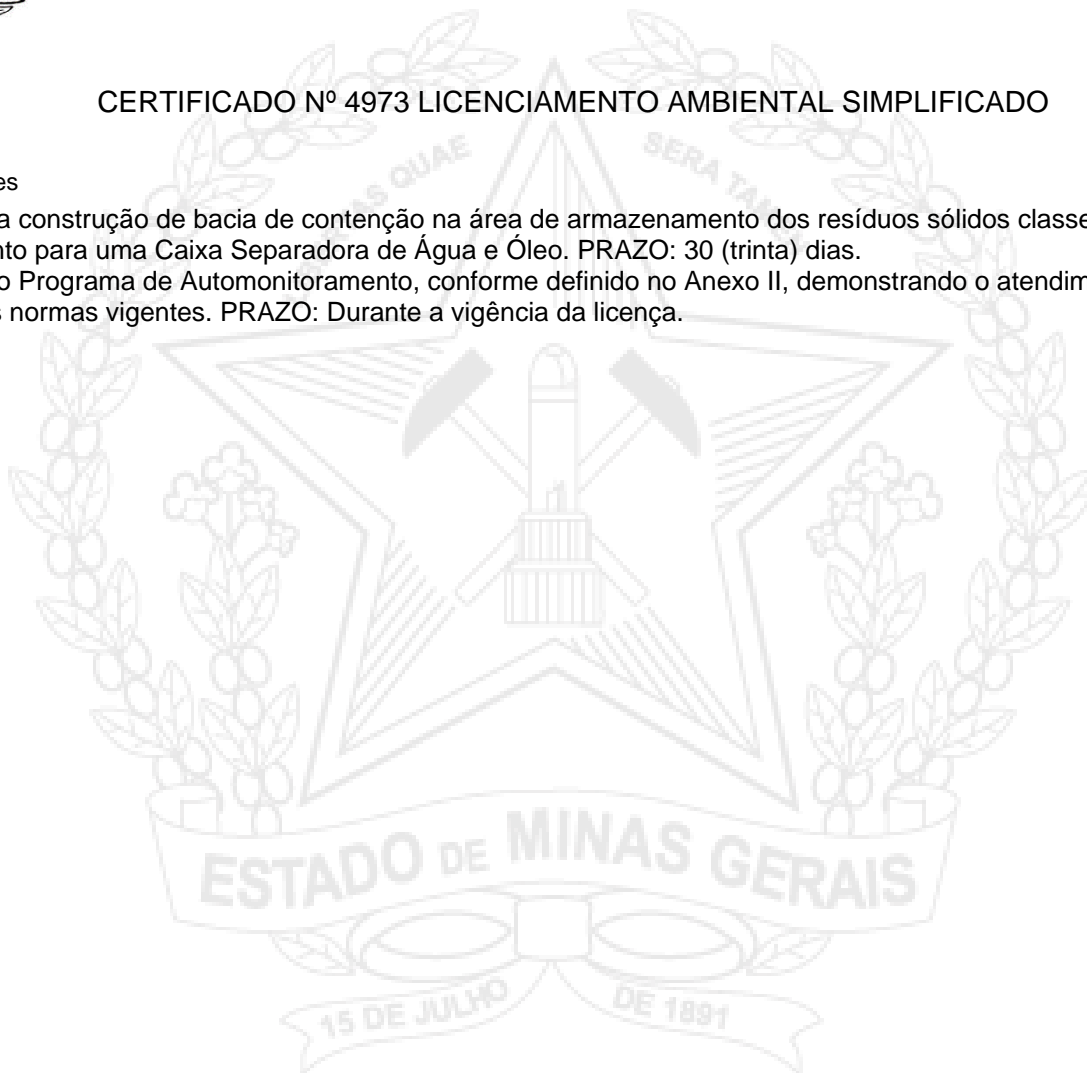 CERTIFICADO Nº 4973 LICENCIAMENTO AMBIENTAL SIMPLIFICADO
es
a construção de bacia de contenção na área de armazenamento dos resíduos sólidos classe
nto para uma Caixa Separadora de Água e Óleo. PRAZO: 30 (trinta) dias.
o Programa de Automonitoramento, conforme definido no Anexo II, demonstrando o atendim
s normas vigentes. PRAZO: Durante a vigência da licença.
QUAE SERA TAMEN
ESTADO DE MINAS GERAIS
15 DE JULHO DE 1891